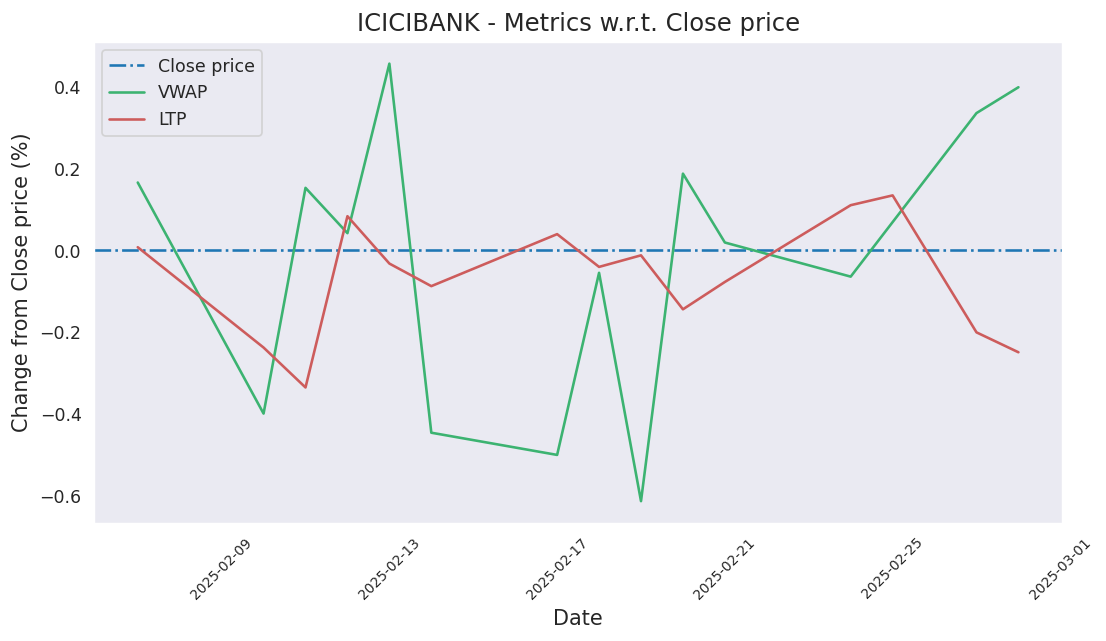 ICICIBANK - Metrics w.r.t. Close price
Close price
VWAP
LTP
Change from Close price (%)
0.4
0.2
0.0
−0.2
−0.4
−0.6
2025-02-09
2025-02-13
2025-02-17
2025-02-21
2025-02-25
2025-03-01
Date